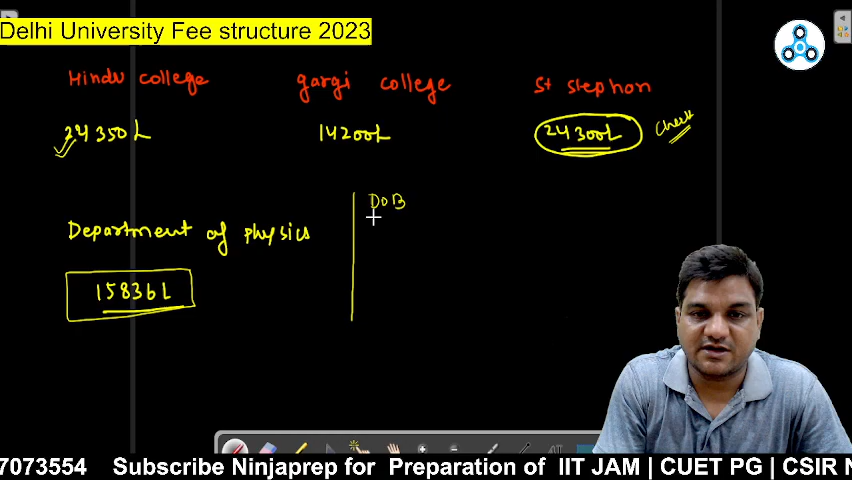 Delhi University Fee structure 2023
Hindu college
gargi college
St stephon
24350L
14200L
24300L
check
Department of physics
DOB
15836L
7073554 Subscribe Ninjaprep for Preparation of IIT JAM | CUET PG | CSIR N